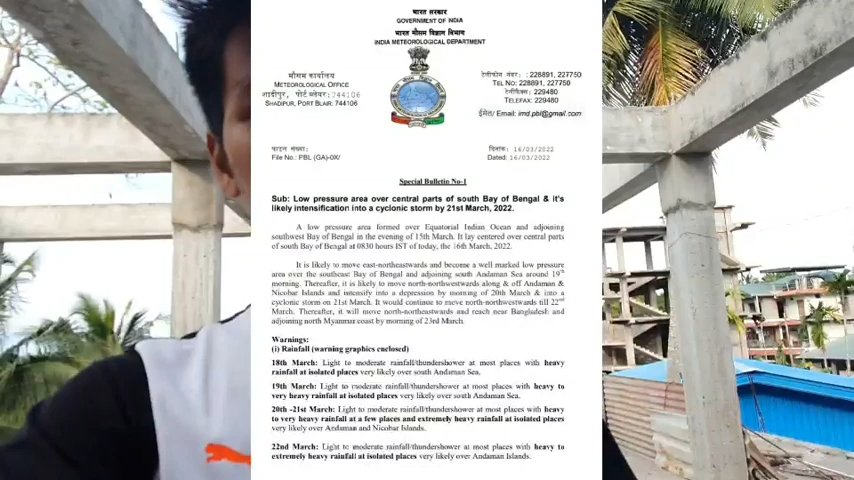 भारत सरकार
GOVERNMENT OF INDIA
भारत मौसम विज्ञान विभाग
INDIA METEOROLOGICAL DEPARTMENT
मौसम कार्यालय
METEOROLOGICAL OFFICE
शादीपुर, पोर्ट ब्लेयर: 744106
SHADIPUR, PORT BLAIR: 744106
टेलीफोन नंबर: : 228891, 227750
TEL No: 228891, 227750
टेलीफैक्स: 229480
TELEFAX: 229480
ईमेल/ Email: imd.pbl@gmail.com
फाइल संख्या:
File No.: PBL (GA)-0X/
दिनांक: 16/03/2022
Dated: 16/03/2022
Special Bulletin No-1
Sub: Low pressure area over central parts of south Bay of Bengal & it's
likely intensification into a cyclonic storm by 21st March, 2022.
A low pressure area formed over Equatorial Indian Ocean and adjoining
southwest Bay of Bengal in the evening of 15th March. It lay centered over central parts
of south Bay of Bengal at 0830 hours IST of today, the 16th March, 2022.
It is likely to move east-northeastwards and become a well marked low pressure
area over the southeast Bay of Bengal and adjoining south Andaman Sea around 19th
morning. Thereafter, it is likely to move north-northwestwards along & off Andaman &
Nicobar Islands and intensify into a depression by morning of 20th March & into a
cyclonic storm on 21st March. It would continue to move north-northwestwards till 22nd
March. Thereafter, it will move north-northeastwards and reach near Bangladesh and
adjoining north Myanmar coast by morning of 23rd March.
Warnings:
(i) Rainfall (warning graphics enclosed)
18th March: Light to moderate rainfall/thundershower at most places with heavy
rainfall at isolated places very likely over South Andaman Sea.
19th March: Light to moderate rainfall/thundershower at most places with heavy to
very heavy rainfall at isolated places very likely over south Andaman Sea.
20th -21st March: Light to moderate rainfall/thundershower at most places with heavy
to very heavy rainfall at a few places and extremely heavy rainfall at isolated places
very likely over Andaman and Nicobar Islands.
22nd March: Light to moderate rainfall/thundershower at most places with heavy to
extremely heavy rainfall at isolated places very likely over Andaman Islands.